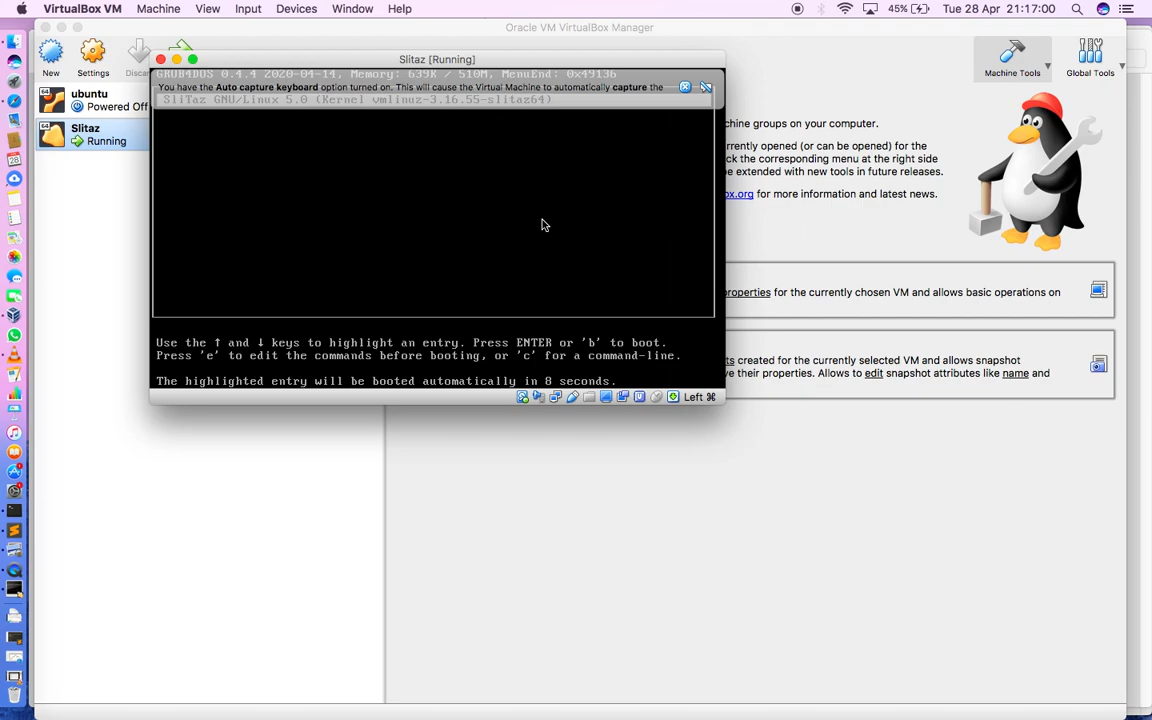 VirtualBox VM Machine View Input Devices Window Help
45% Tue 28 Apr 21:17:00
Oracle VM VirtualBox Manager
New Settings
Machine Tools Global Tools
ubuntu
Powered Off
Slitaz
Running
Slitaz [Running]
GRUB4DOS 0.4.4 2020-04-14, Memory: 639K / 510M, MenuEnd: 0x49136
You have the Auto capture keyboard option turned on. This will cause the Virtual Machine to automatically capture the
SliTaz GNU/Linux 5.0 (Kernel vmlinuz-3.16.55-slitaz64)
Use the ↑ and ↓ keys to highlight an entry. Press ENTER or 'b' to boot.
Press 'e' to edit the commands before booting, or 'c' for a command-line.
The highlighted entry will be booted automatically in 8 seconds.
Left ⌘
hine groups on your computer.
rrently opened (or can be opened) for the
ck the corresponding menu at the right side
be extended with new tools in future releases.
ox.org for more information and latest news.
properties for the currently chosen VM and allows basic operations on
ts created for the currently selected VM and allows snapshot
ve their properties. Allows to edit snapshot attributes like name and